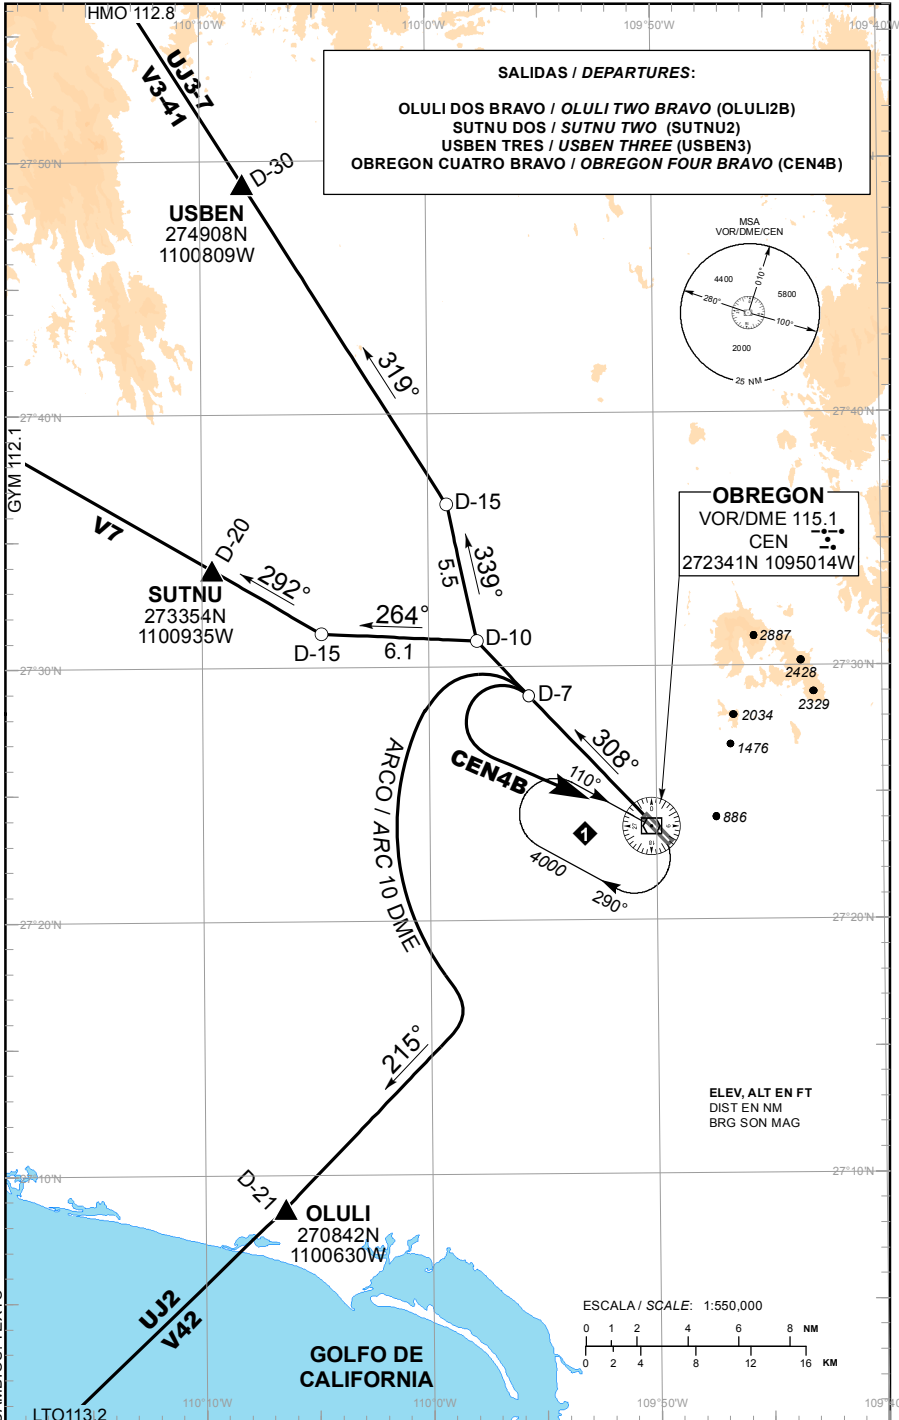 HMO 112.8
110°10'W
110°0'W
109°50'W
109°40'W
UJ3-7
V3-41
SALIDAS / DEPARTURES:
OLULI DOS BRAVO / OLULI TWO BRAVO (OLULI2B)
SUTNU DOS / SUTNU TWO (SUTNU2)
USBEN TRES / USBEN THREE (USBEN3)
OBREGON CUATRO BRAVO / OBREGON FOUR BRAVO (CEN4B)
27°50'N
D-30
USBEN
274908N
1100809W
MSA
VOR/DME/CEN
4400
010°
5800
280°
100°
2000
25 NM
319°
27°40'N
27°40'N
GYM 112.1
V7
D-15
OBREGON
VOR/DME 115.1
CEN
272341N 1095014W
D-20
SUTNU
273354N
1100935W
292°
339°
5.5
264°
6.1
D-15
D-10
27°30'N
27°30'N
2887
2428
2329
2034
1476
886
D-7
308°
ARCO / ARC 10 DME
CEN4B
110°
1
4000
290°
0
9
18
27
27°20'N
27°20'N
215°
ELEV, ALT EN FT
DIST EN NM
BRG SON MAG
27°10'N
27°10'N
D-21
OLULI
270842N
1100630W
UJ2
V42
GOLFO DE
CALIFORNIA
ESCALA / SCALE: 1:550,000
0 1 2 4 6 8 NM
0 2 4 8 12 16 KM
LTO113.2
110°10'W
110°0'W
109°50'W